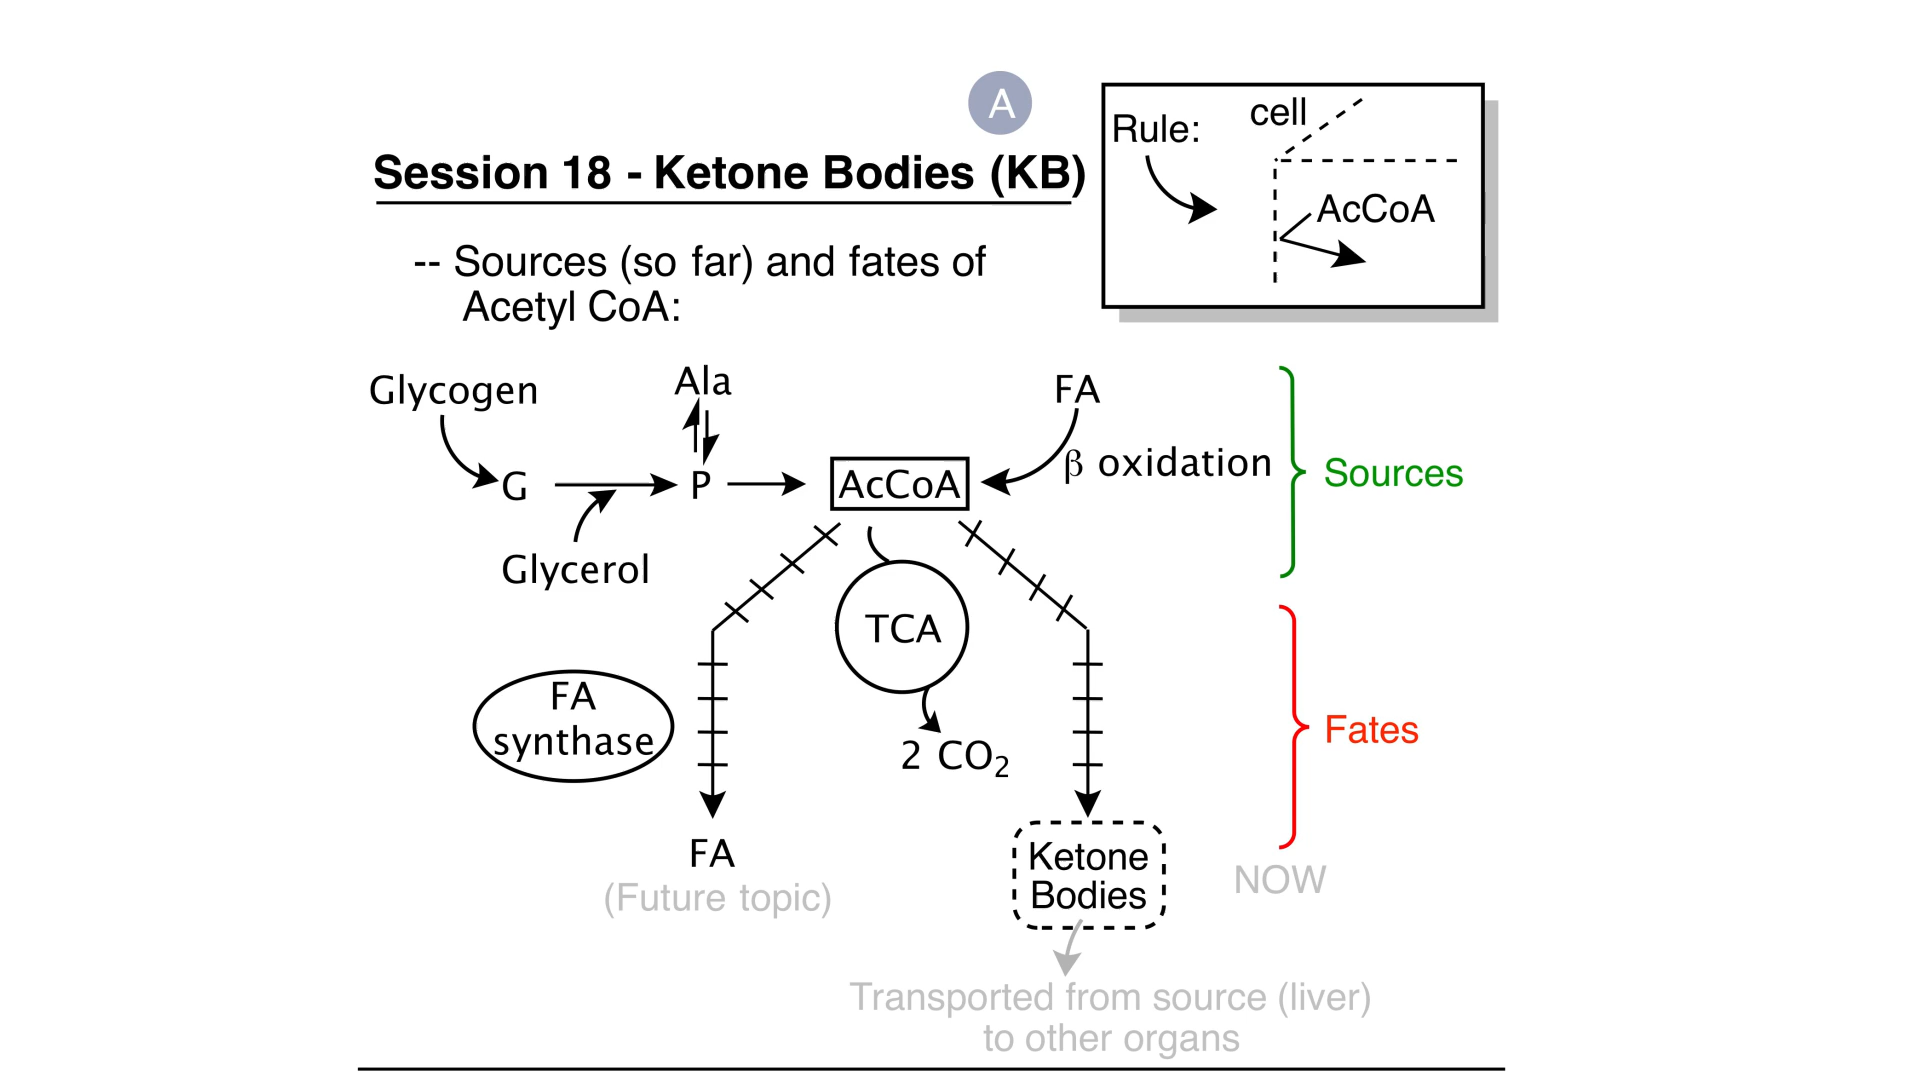 A
Session 18 - Ketone Bodies (KB)
Rule:
cell
AcCoA
-- Sources (so far) and fates of
Acetyl CoA:
Glycogen
Ala
FA
β oxidation
G
P
AcCoA
Sources
Glycerol
TCA
FA
synthase
2 CO₂
Fates
FA
(Future topic)
Ketone
Bodies
NOW
Transported from source (liver)
to other organs